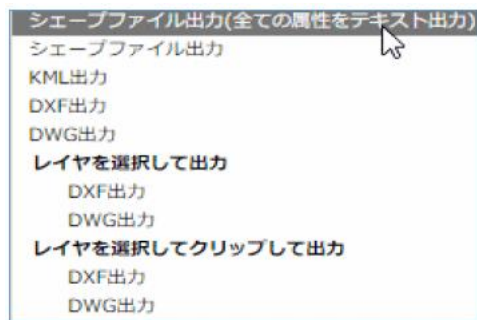 シェープファイル出力(全ての属性をテキスト出力)
シェープファイル出力
KML出力
DXF出力
DWG出力
レイヤを選択して出力
DXF出力
DWG出力
レイヤを選択してクリップして出力
DXF出力
DWG出力